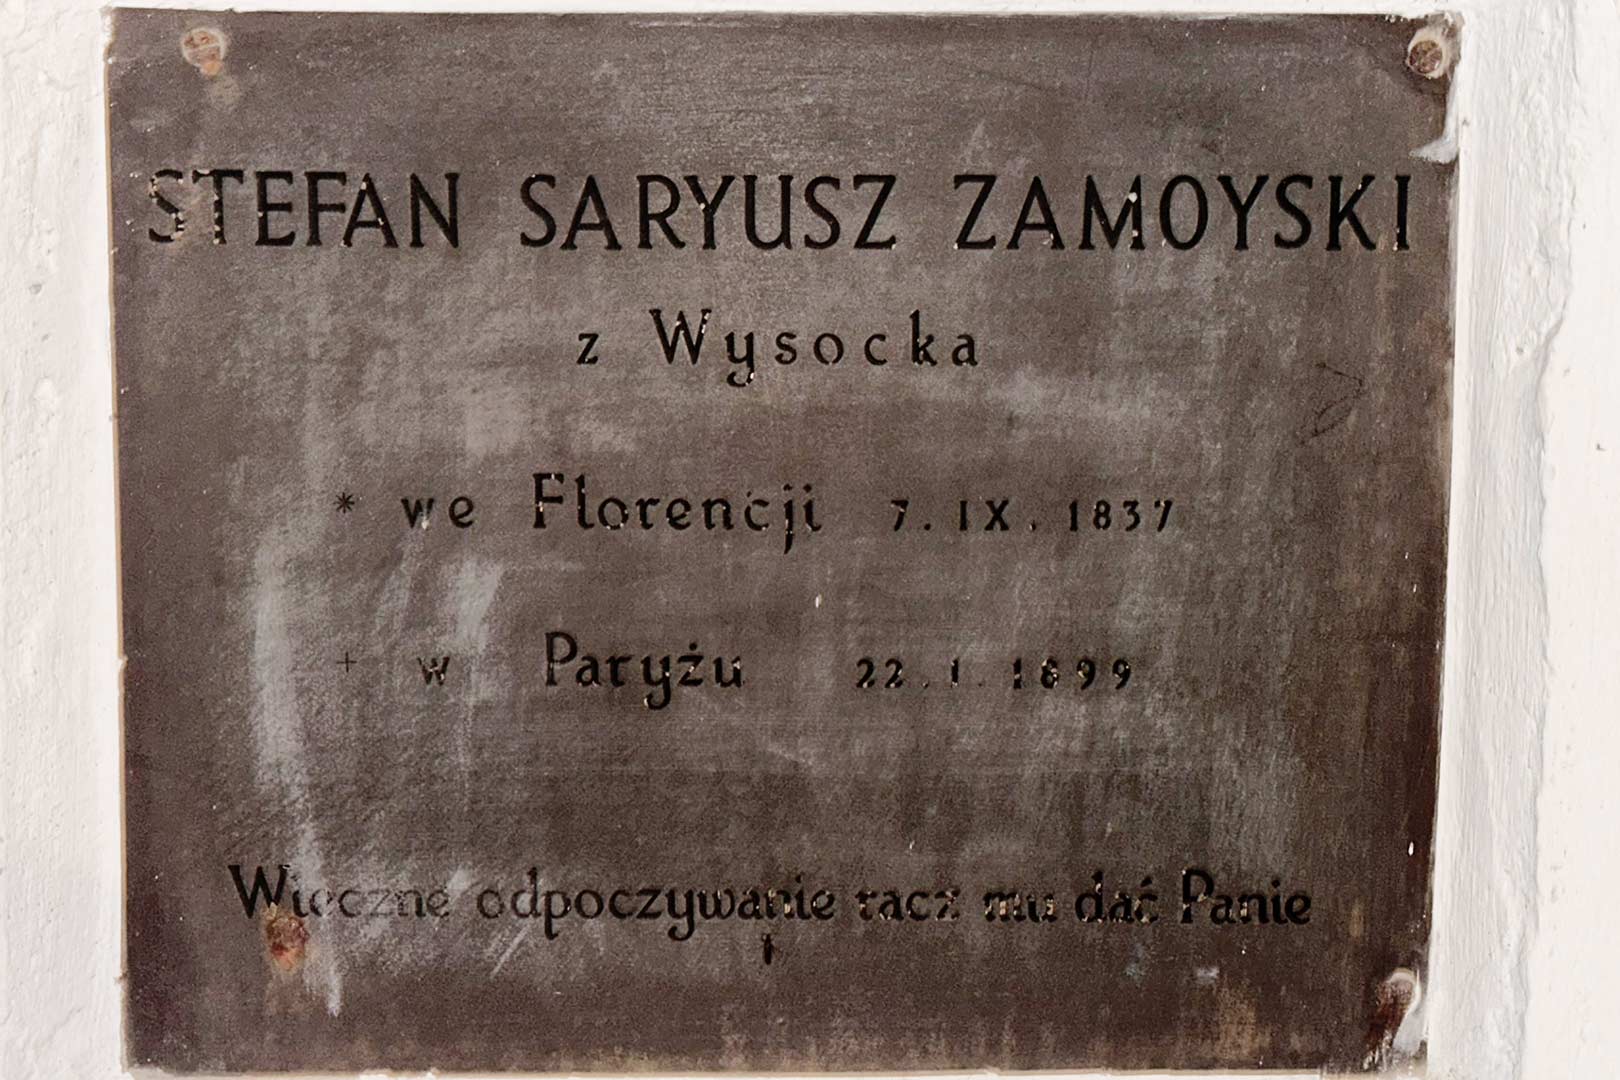 STEFAN SARYUSZ ZAMOYSKI
z Wysocka
* we Florencji 7. IX. 1837
+ w Paryżu 22. I. 1899
Wieczne odpoczywanie racz mu dać Panie